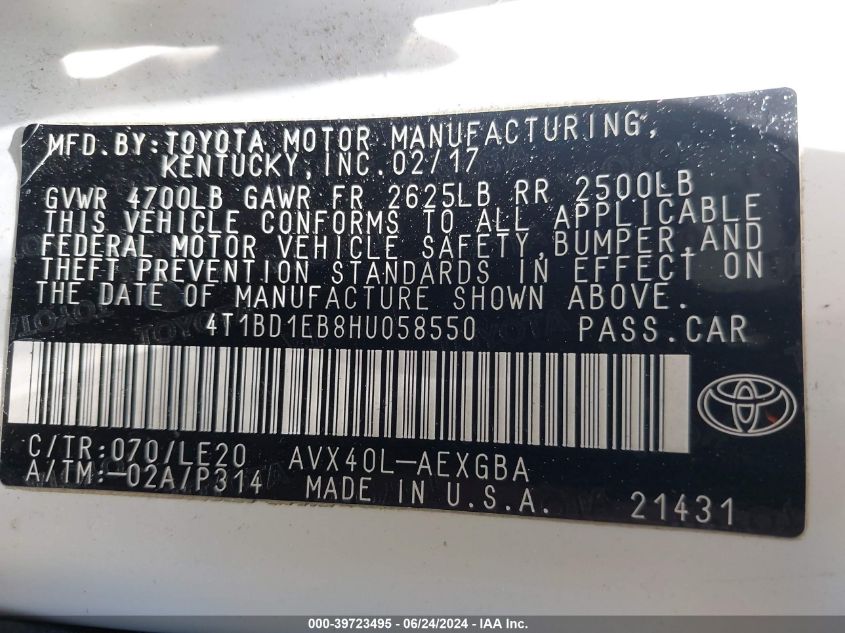 MFD.BY:TOYOTA MOTOR MANUFACTURING,
KENTUCKY,INC.02/17
GVWR 4700LB GAWR FR 2625LB RR 2500LB
THIS VEHICLE CONFORMS TO ALL APPLICABLE
FEDERAL MOTOR VEHICLE SAFETY,BUMPER,AND
THEFT PREVENTION STANDARDS IN EFFECT ON
THE DATE OF MANUFACTURE SHOWN ABOVE.
4T1BD1EB8HU058550 PASS.CAR
C/TR:070/LE20 AVX40L-AEXGBA
A/TM:-02A/P314 MADE IN U.S.A. 21431
000-39723495 - 06/24/2024 - IAA Inc.